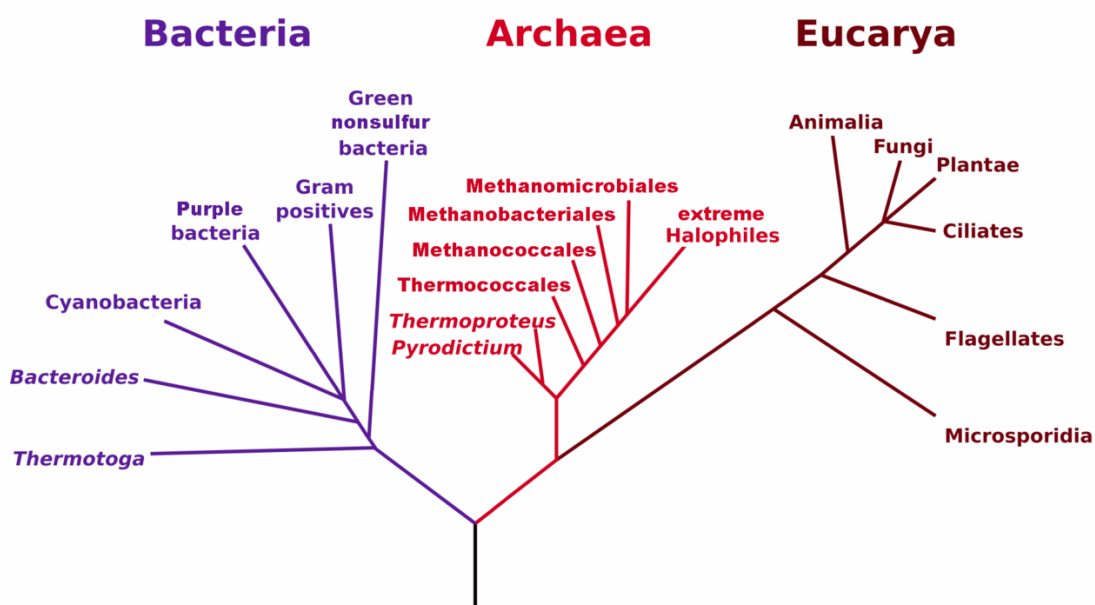 Bacteria
Archaea
Eucarya
Green
nonsulfur
bacteria
Gram
positives
Purple
bacteria
Cyanobacteria
Bacteroides
Thermotoga
Methanomicrobiales
Methanobacteriales
extreme
Halophiles
Methanococcales
Thermococcales
Thermoproteus
Pyrodictium
Animalia
Fungi
Plantae
Ciliates
Flagellates
Microsporidia